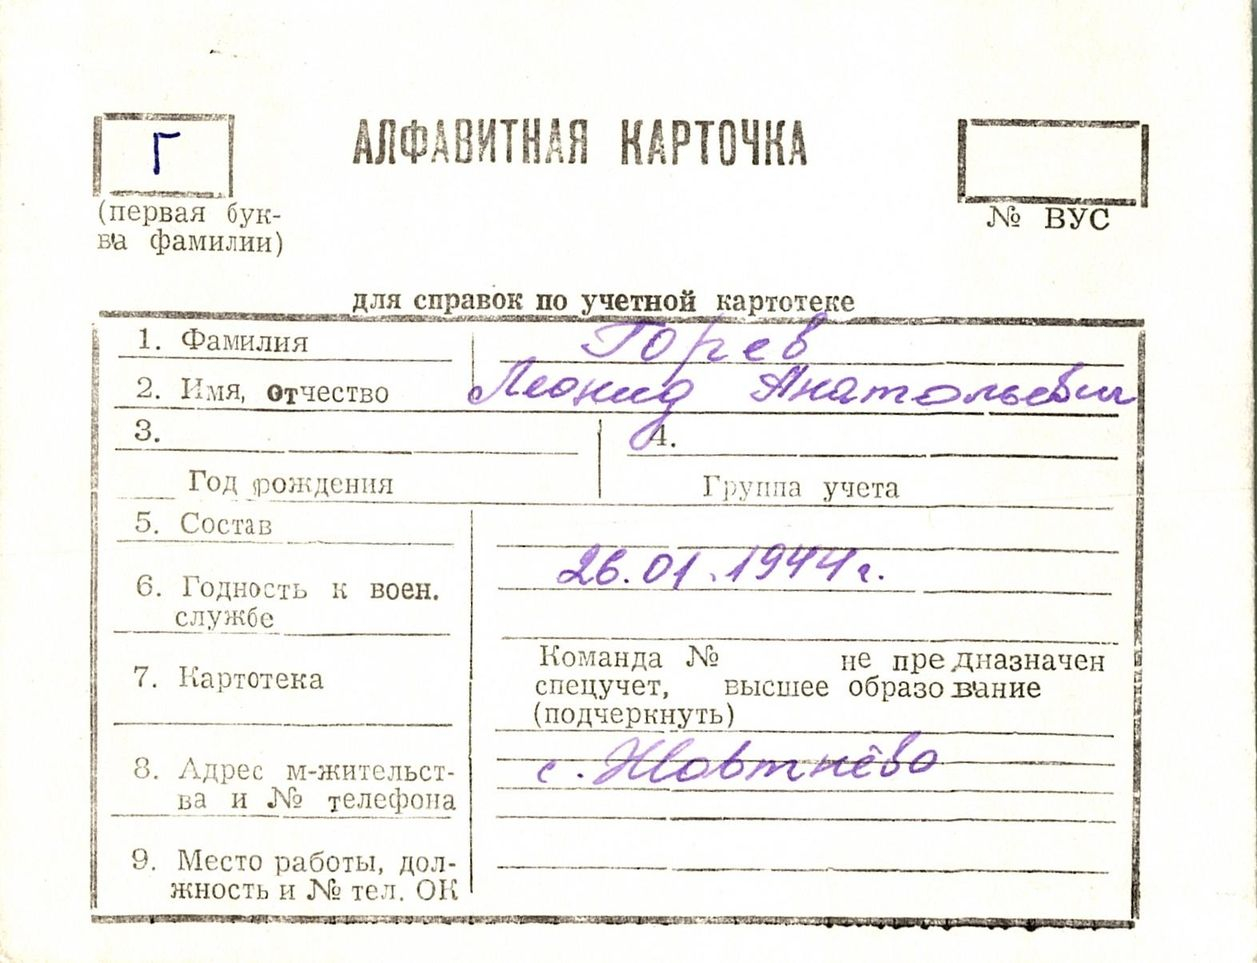 Г
АЛФАВИТНАЯ КАРТОЧКА
(первая бук-
ва фамилии)
№ ВУС
для справок по учетной картотеке
1. Фамилия Горев
2. Имя, отчество Леонид Анатольевич
3. 4.
Год рождения Группа учета
5. Состав
26.01.1944 г.
6. Годность к воен.
службе
7. Картотека
Команда № не предназначен
спецучет, высшее образование
(подчеркнуть)
8. Адрес м-жительст-
ва и № телефона
с. Жовтнёво
9. Место работы, дол-
жность и № тел. ОК